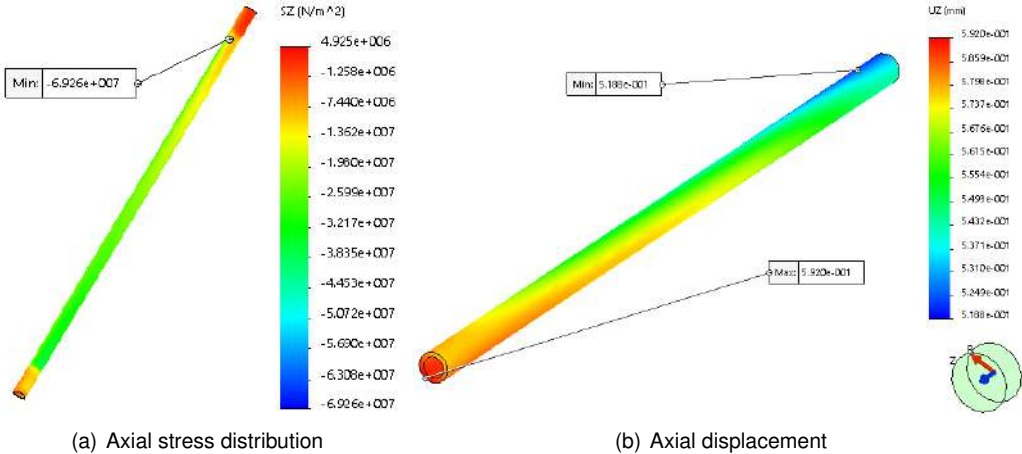 SZ (N/m^2)
4.925e+006
-1.258e+006
-7.440e+006
-1.362e+007
-1.980e+007
-2.599e+007
-3.217e+007
-3.835e+007
-4.453e+007
-5.072e+007
-5.690e+007
-6.308e+007
-6.926e+007
Min: -6.926e+007
(a) Axial stress distribution
UZ (mm)
5.920e-001
5.859e-001
5.798e-001
5.737e-001
5.676e-001
5.615e-001
5.554e-001
5.493e-001
5.432e-001
5.371e-001
5.310e-001
5.249e-001
5.188e-001
Min: 5.188e-001
Max: 5.920e-001
Z R
(b) Axial displacement